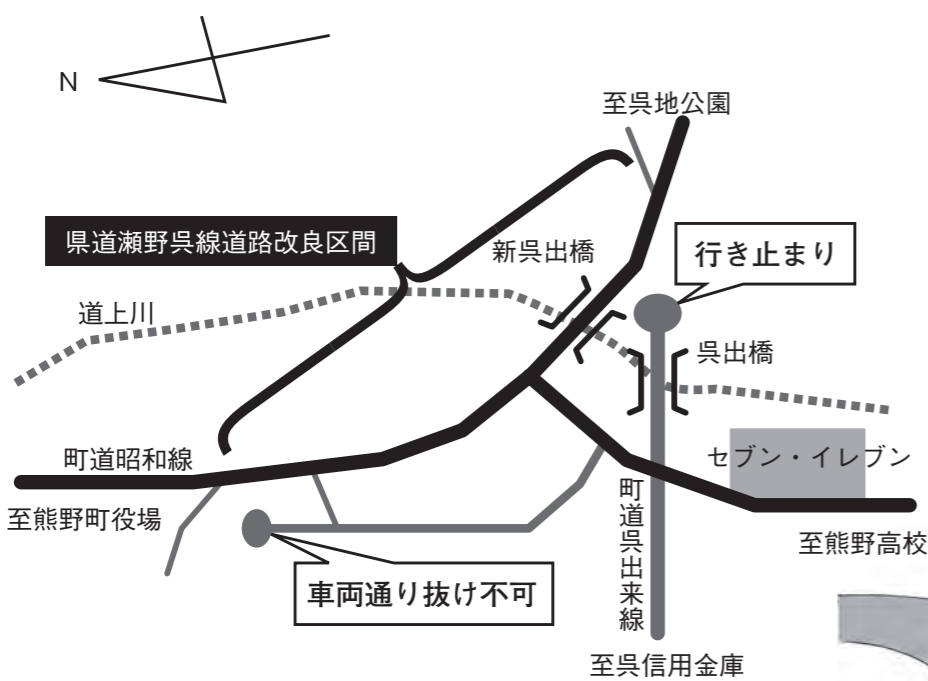 N
至呉地公園
県道瀬野呉線道路改良区間
新呉出橋
行き止まり
道上川
呉出橋
町道昭和線
セブン・イレブン
至熊野町役場
町道呉出来線
至熊野高校
車両通り抜け不可
至呉信用金庫